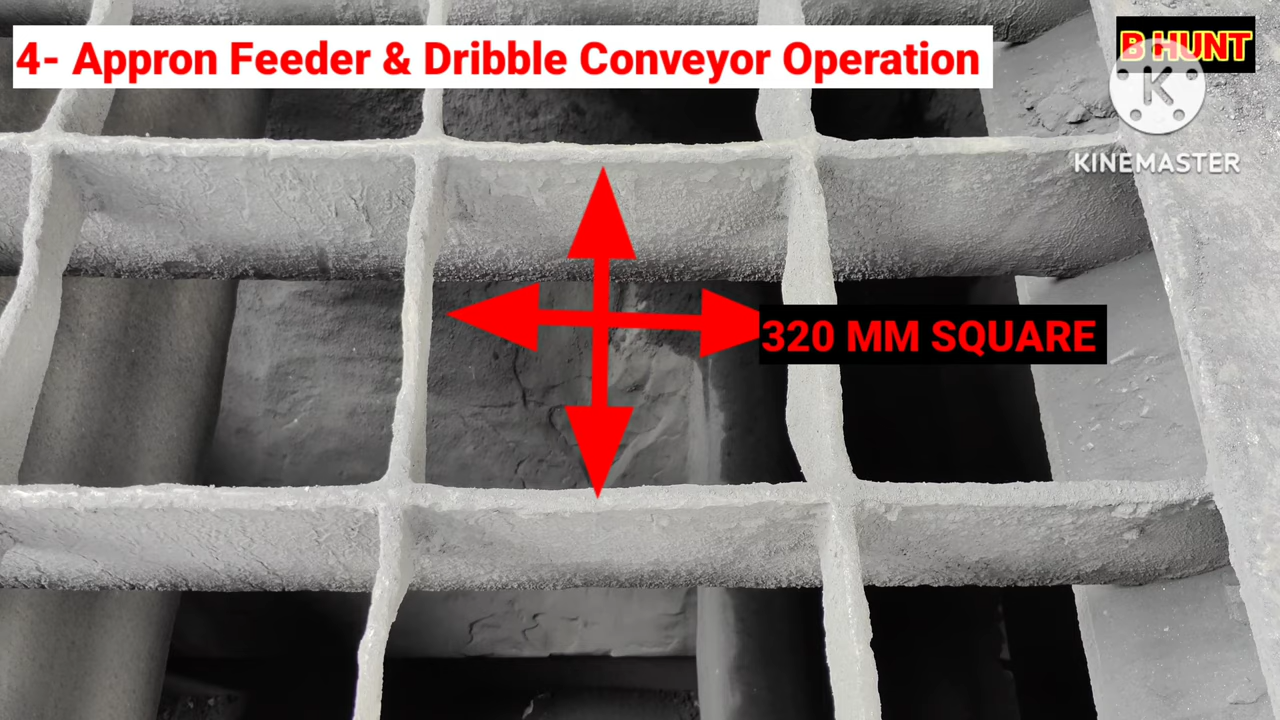 4- Appron Feeder & Dribble Conveyor Operation
B HUNT
K
KINEMASTER
320 MM SQUARE